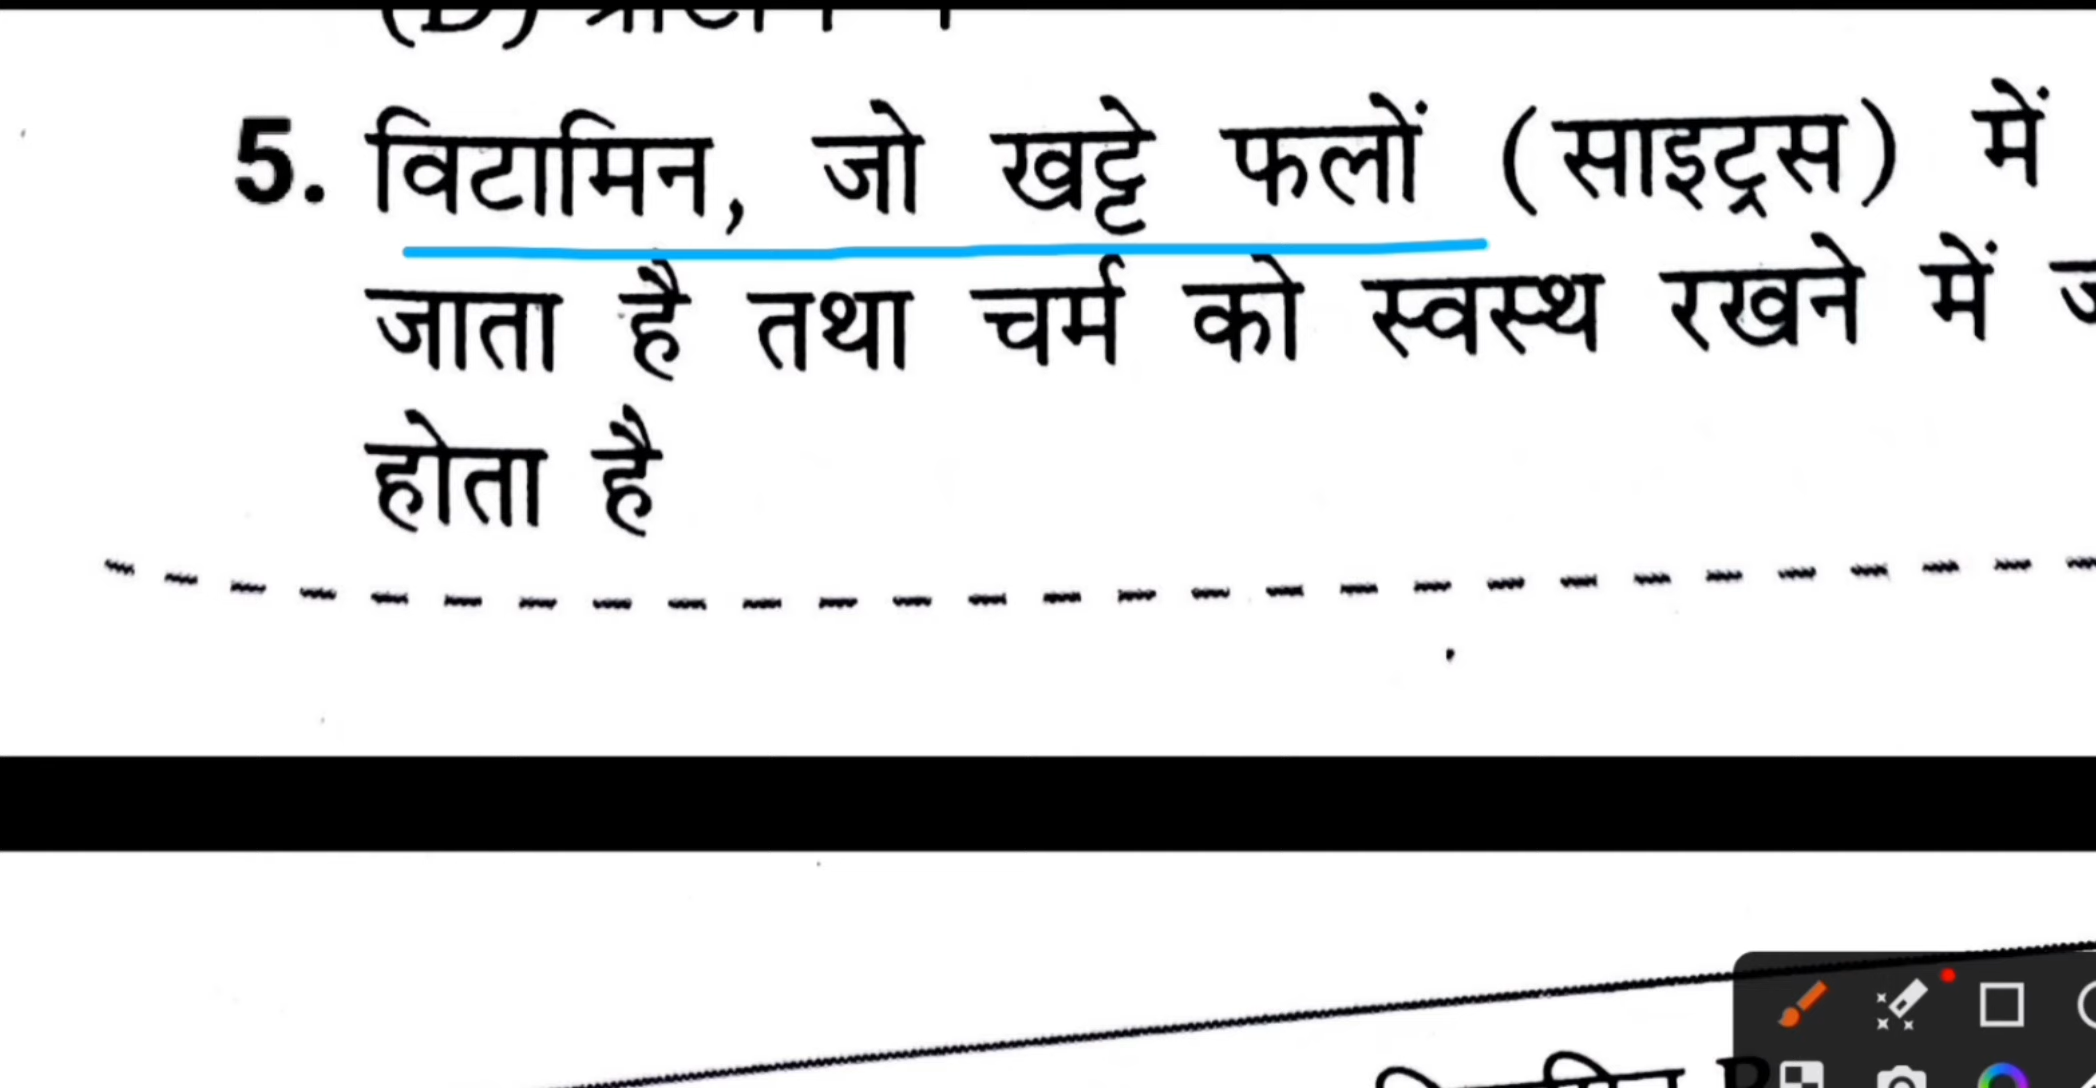 (D)
5. विटामिन, जो खट्टे फलों (साइट्रस) में
जाता है तथा चर्म को स्वस्थ रखने में
होता है